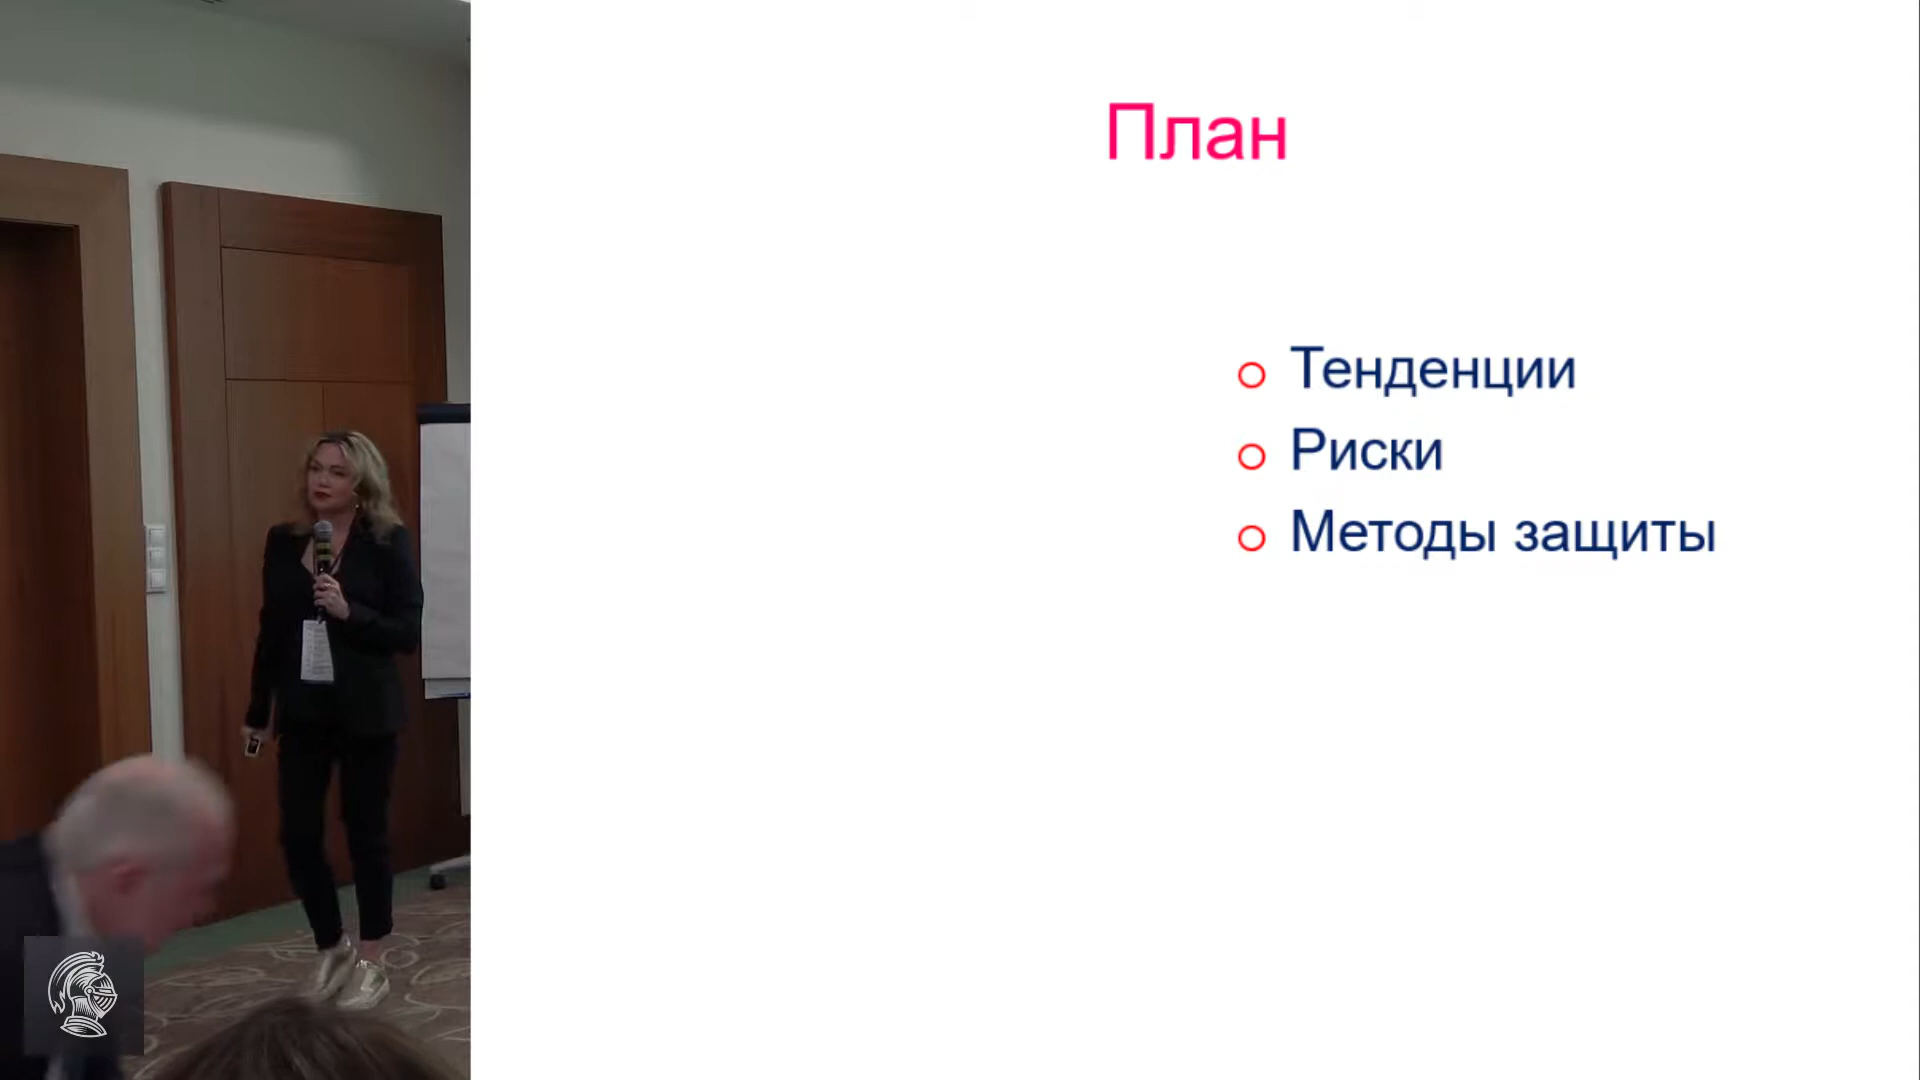 План
Тенденции
Риски
Методы защиты